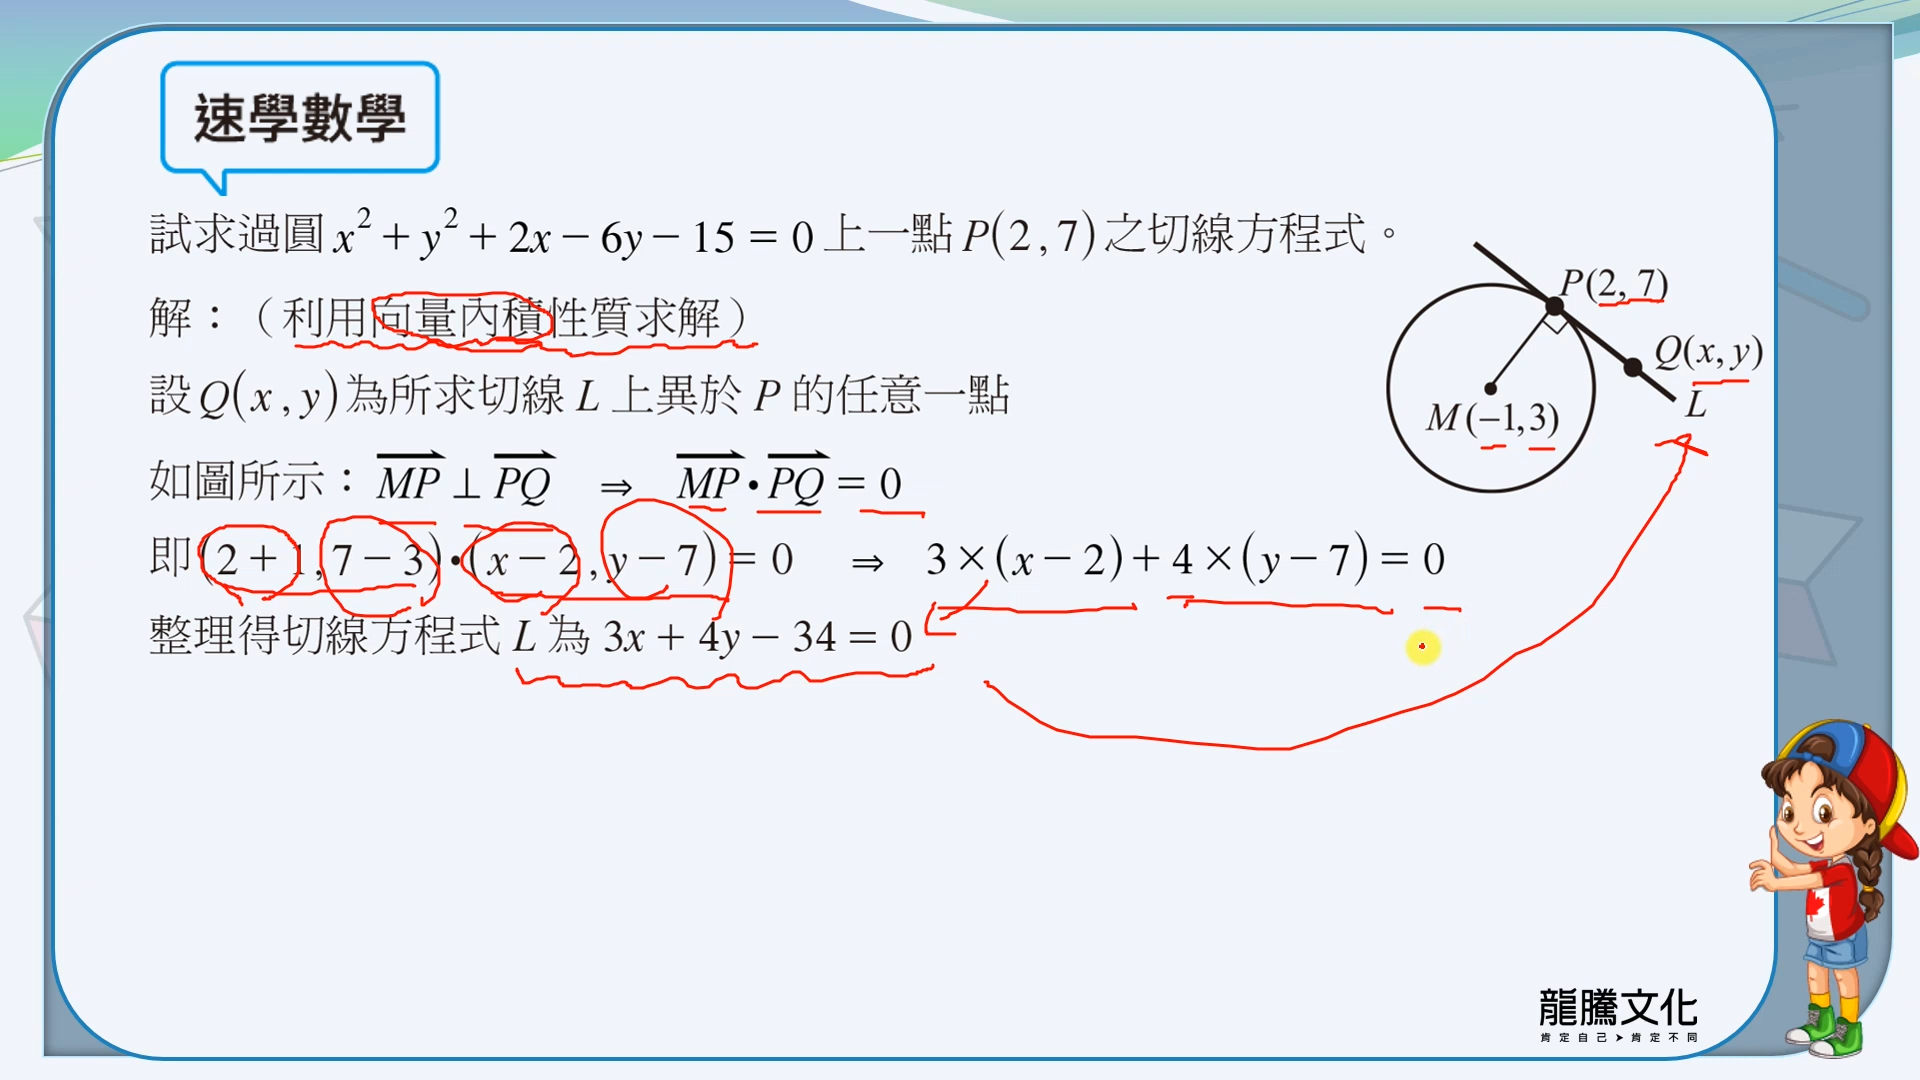 速學數學
試求過圓 x² + y² + 2x − 6y − 15 = 0 上一點 P(2, 7) 之切線方程式。
解：（利用向量內積性質求解）
設 Q(x, y) 為所求切線 L 上異於 P 的任意一點
如圖所示： MP ⊥ PQ ⇒ MP • PQ = 0
即 (2 + 1, 7 − 3) • (x − 2, y − 7) = 0 ⇒ 3 × (x − 2) + 4 × (y − 7) = 0
整理得切線方程式 L 為 3x + 4y − 34 = 0
P(2, 7)
Q(x, y)
L
M(−1, 3)
龍騰文化
肯定自己➤肯定不同